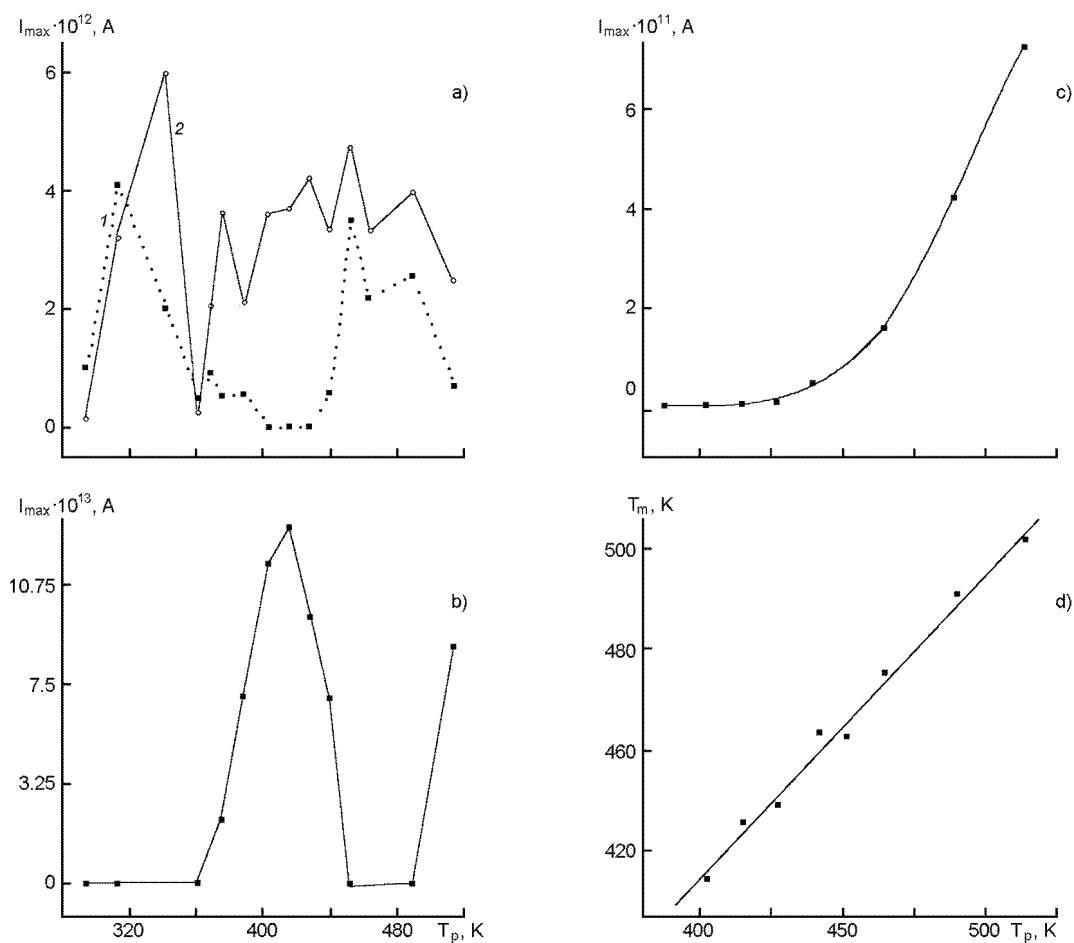 I_max·10^12, A
6
a)
2
4
1
2
0
I_max·10^11, A
6
c)
4
2
0
I_max·10^13, A
10.75
b)
7.5
3.25
0
320 400 480 T_p, K
T_m, K
500
d)
480
460
420
400 450 500 T_p, K